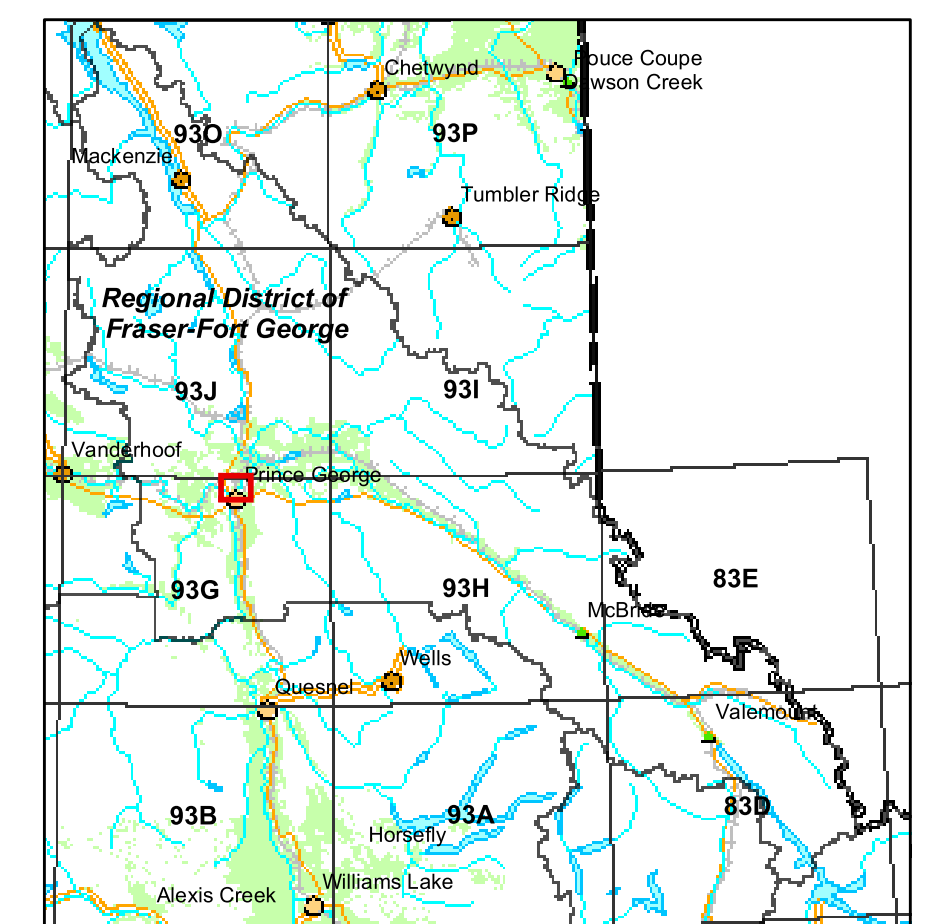 Pouce Coupe
Chetwynd
Dawson Creek
93O
93P
Mackenzie
Tumbler Ridge
Regional District of
Fraser-Fort George
93J
93I
Vanderhoof
Prince George
93G
93H
83E
McBride
Wells
Quesnel
Valemount
93B
93A
83D
Horsefly
Williams Lake
Alexis Creek